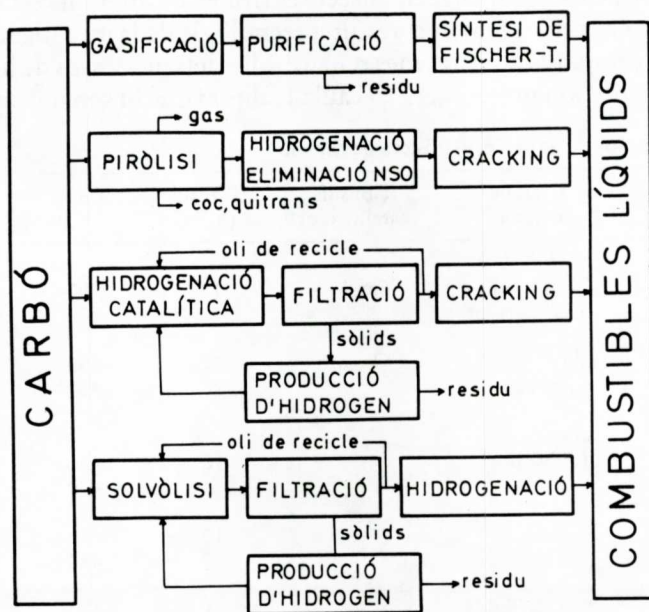 CARBÓ
GASIFICACIÓ
PURIFICACIÓ
SÍNTESI DE
FISCHER-T.
residu
gas
PIRÒLISI
HIDROGENACIÓ
ELIMINACIÓ NSO
CRACKING
coc,quitrans
oli de recicle
HIDROGENACIÓ
CATALÍTICA
FILTRACIÓ
CRACKING
sòlids
PRODUCCIÓ
D'HIDROGEN
residu
oli de recicle
SOLVÒLISI
FILTRACIÓ
HIDROGENACIÓ
sòlids
PRODUCCIÓ
D'HIDROGEN
residu
COMBUSTIBLES LÍQUIDS